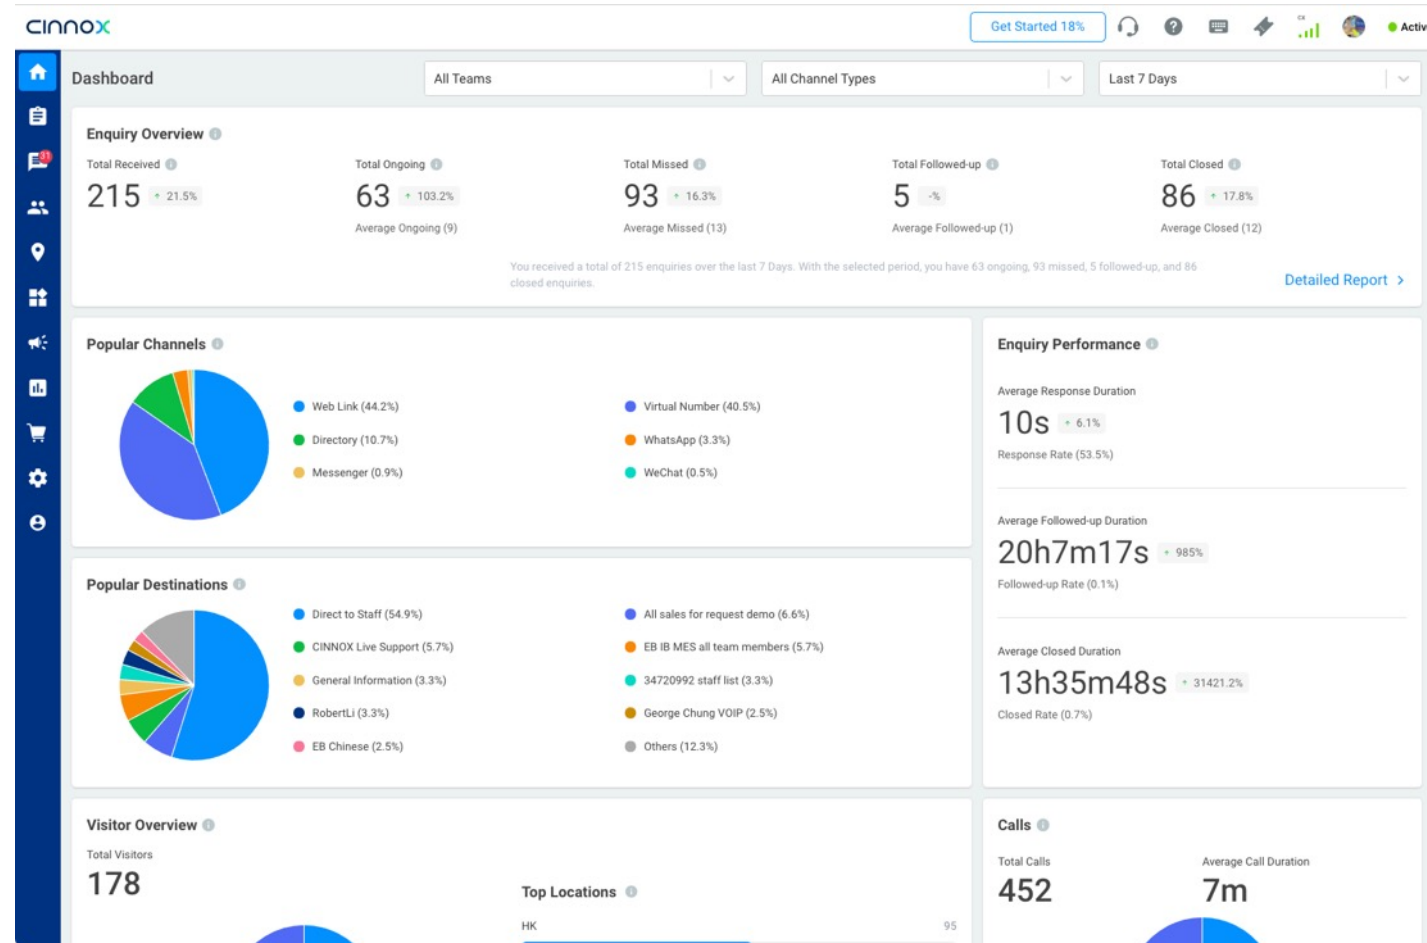 CINNOX
Get Started 18%
CX
Active
31
Dashboard
All Teams
All Channel Types
Last 7 Days
Enquiry Overview
Total Received
215
21.5%
Total Ongoing
63
103.2%
Average Ongoing (9)
Total Missed
93
16.3%
Average Missed (13)
Total Followed-up
5
-%
Average Followed-up (1)
Total Closed
86
17.8%
Average Closed (12)
You received a total of 215 enquiries over the last 7 Days. With the selected period, you have 63 ongoing, 93 missed, 5 followed-up, and 86
closed enquiries.
Detailed Report
Popular Channels
Web Link (44.2%)
Virtual Number (40.5%)
Directory (10.7%)
WhatsApp (3.3%)
Messenger (0.9%)
WeChat (0.5%)
Enquiry Performance
Average Response Duration
10s
6.1%
Response Rate (53.5%)
Average Followed-up Duration
20h7m17s
985%
Followed-up Rate (0.1%)
Average Closed Duration
13h35m48s
31421.2%
Closed Rate (0.7%)
Popular Destinations
Direct to Staff (54.9%)
All sales for request demo (6.6%)
CINNOX Live Support (5.7%)
EB IB MES all team members (5.7%)
General Information (3.3%)
34720992 staff list (3.3%)
RobertLi (3.3%)
George Chung VOIP (2.5%)
EB Chinese (2.5%)
Others (12.3%)
Visitor Overview
Total Visitors
178
Top Locations
HK
95
Calls
Total Calls
452
Average Call Duration
7m